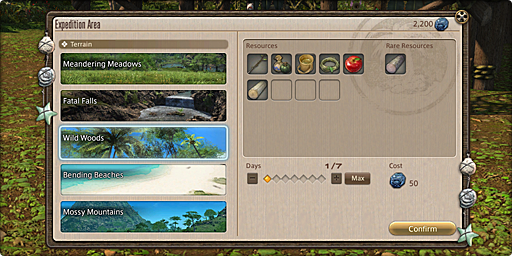 Expedition Area
2,200
Terrain
Meandering Meadows
Fatal Falls
Wild Woods
Bending Beaches
Mossy Mountains
Resources
Rare Resources
Days
1/7
Max
Cost
50
Confirm